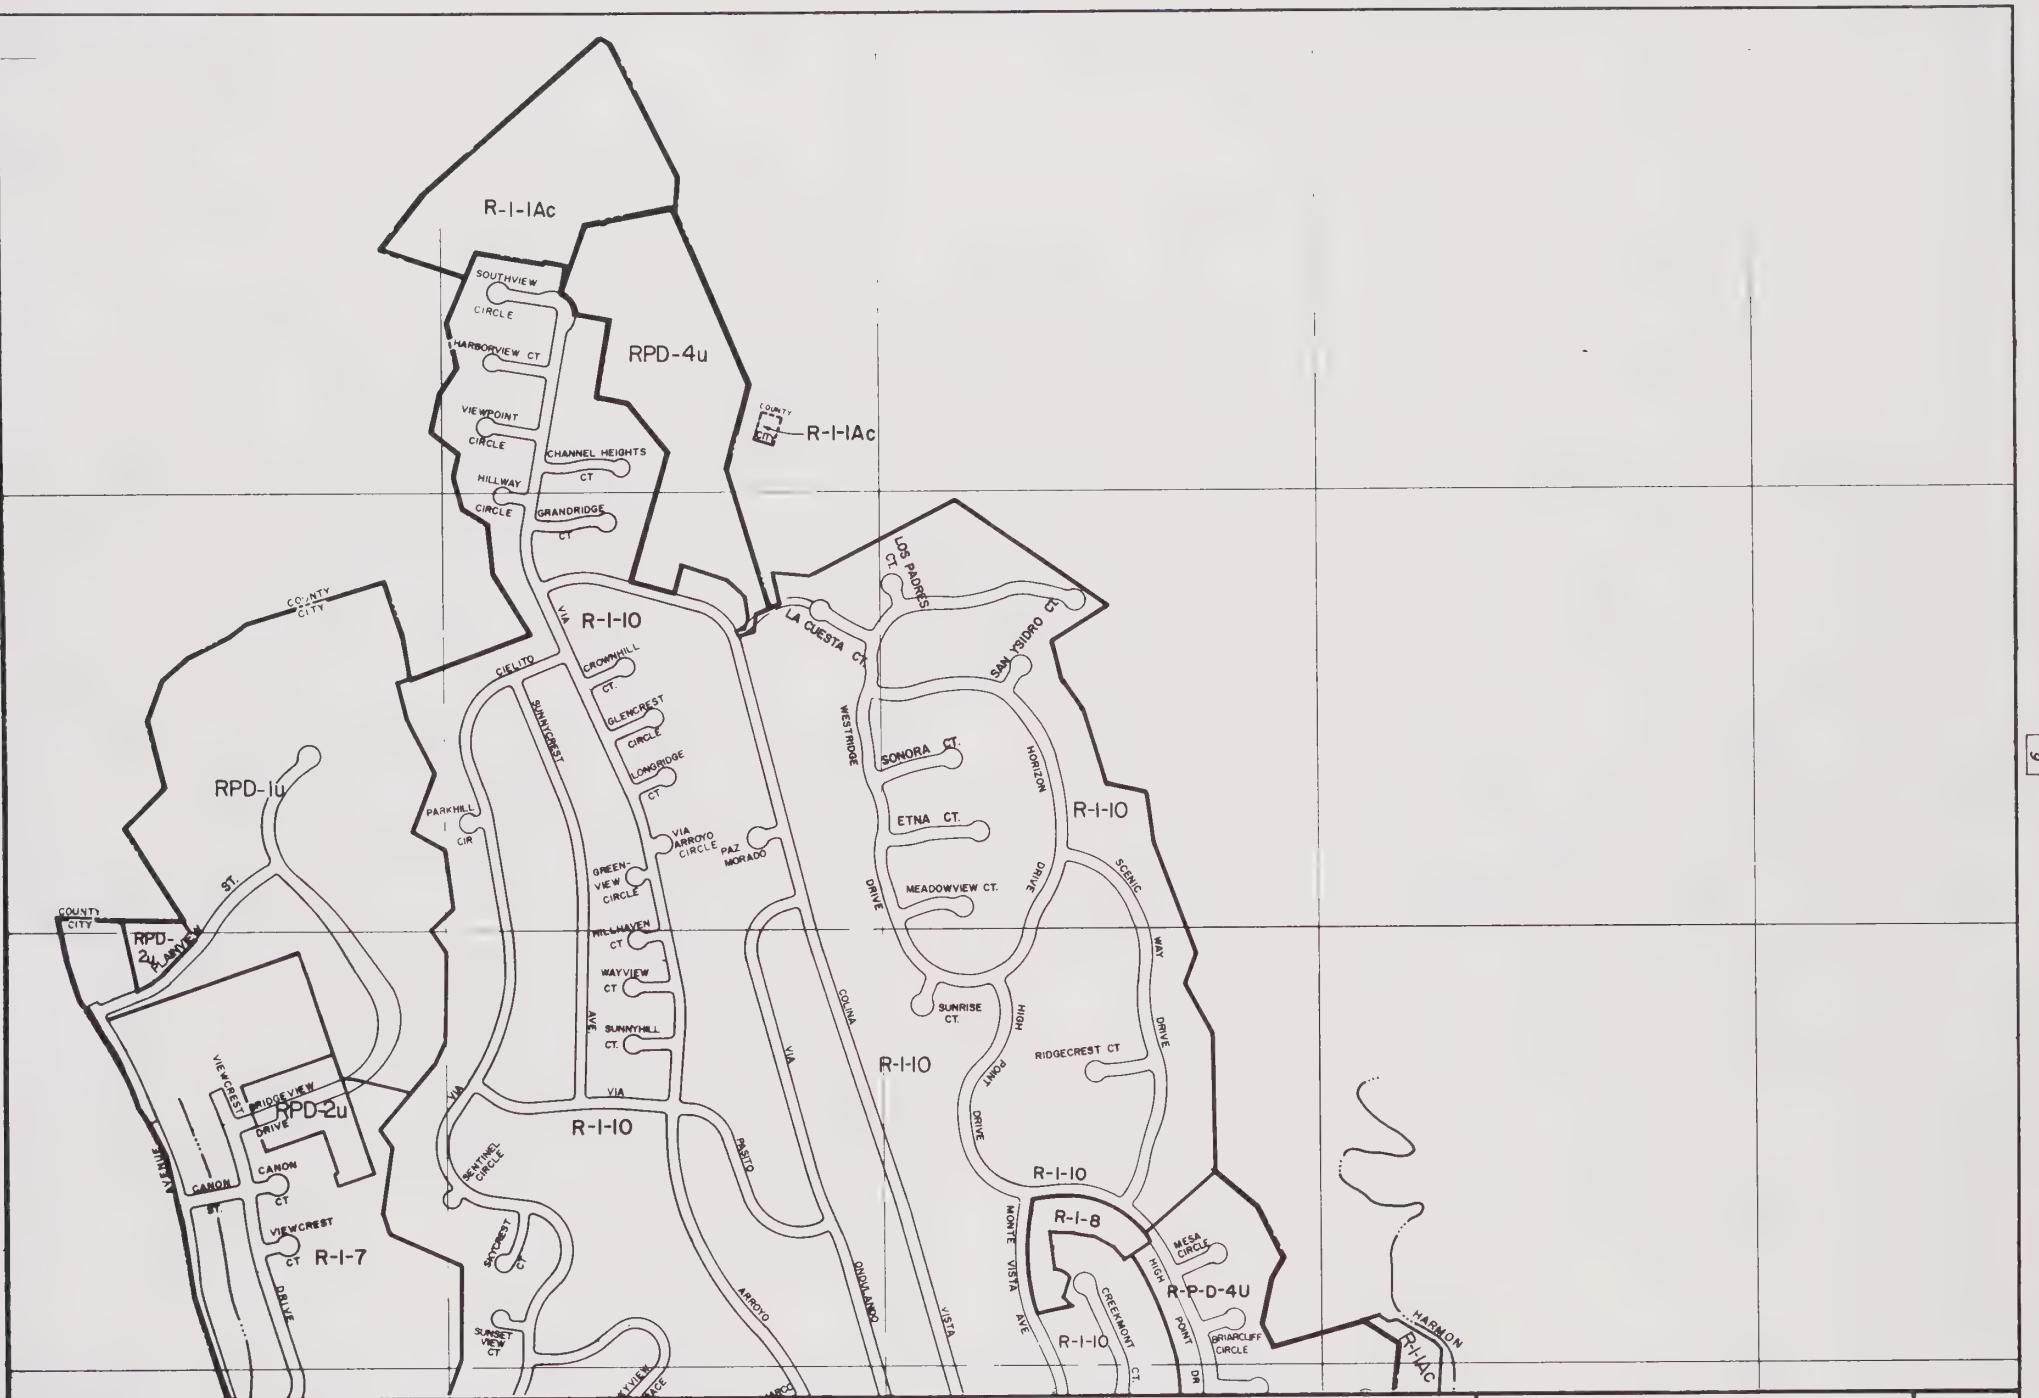 R-1-1Ac
SOUTHVIEW
CIRCLE
HARBORVIEW CT
RPD-4u
VIEWPOINT
CIRCLE
COUNTY
R-1-1Ac
CHANNEL HEIGHTS
CT
HILLWAY
CIRCLE
GRANDRIDGE
CT
LOS PADRES
CT.
COUNTY
CITY
VIA
R-1-10
LA CUESTA CT.
SAN YSIDRO CT.
CIELITO
CROWNHILL
CT.
SUNNYCREST
GLENCREST
CIRCLE
WESTRIDGE
SONORA CT.
HORIZON
LONGRIDGE
CT
RPD-1u
PARKHILL
CIR
R-1-10
ETNA CT.
VIA
ARROYO
CIRCLE
PAZ
MORADO
GREEN-
VIEW
CIRCLE
DRIVE
MEADOWVIEW CT.
DRIVE
SCENIC
ST.
COUNTY
CITY
RPD-
2u
PLAINVIEW
HILLHAVEN
CT
WAY
WAYVIEW
CT
COLINA
SUNRISE
CT.
HIGH
AVE.
SUNNYHILL
CT.
VIA
DRIVE
R-1-10
RIDGECREST CT
POINT
VIEWCREST
BRIDGEVIEW
RPD-2u
DRIVE
VIA
VIA
R-1-10
DRIVE
AVENUE
CANON
CT
CANON
ST.
SENTINEL
CIRCLE
PASITO
R-1-10
R-1-8
VIEWCREST
CT
R-1-7
SKYCREST
CT
MONTE VISTA
AVE
MESA
CIRCLE
HIGH
R-P-D-4U
DRIVE
ARROYO
ONDULANDO
VISTA
CREEKMONT
CT.
POINT
DR
R-1-10
BRIARCLIFF
CIRCLE
SUNSET
VIEW
CT
HARMON
R-1-1AC